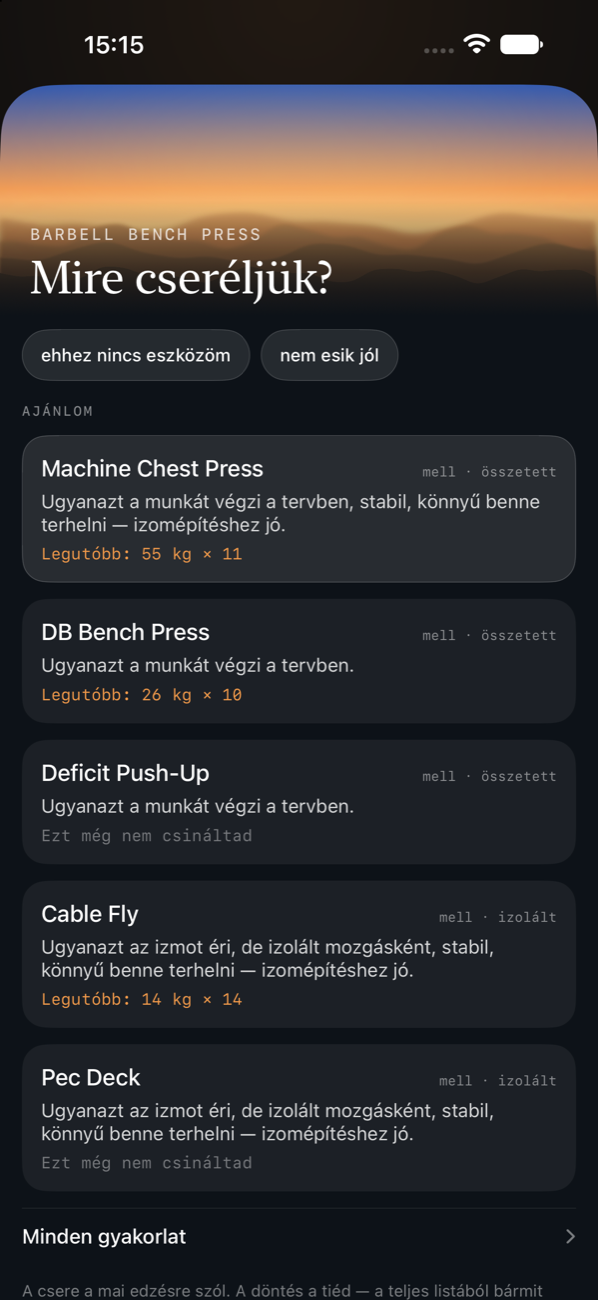 15:15
BARBELL BENCH PRESS
Mire cseréljük?
ehhez nincs eszközöm
nem esik jól
AJÁNLOM
Machine Chest Press
mell · összetett
Ugyanazt a munkát végzi a tervben, stabil, könnyű benne
terhelni — izomépítéshez jó.
Legutóbb: 55 kg × 11
DB Bench Press
mell · összetett
Ugyanazt a munkát végzi a tervben.
Legutóbb: 26 kg × 10
Deficit Push-Up
mell · összetett
Ugyanazt a munkát végzi a tervben.
Ezt még nem csináltad
Cable Fly
mell · izolált
Ugyanazt az izmot éri, de izolált mozgásként, stabil,
könnyű benne terhelni — izomépítéshez jó.
Legutóbb: 14 kg × 14
Pec Deck
mell · izolált
Ugyanazt az izmot éri, de izolált mozgásként, stabil,
könnyű benne terhelni — izomépítéshez jó.
Ezt még nem csináltad
Minden gyakorlat
A csere a mai edzésre szól. A döntés a tiéd — a teljes listából bármit